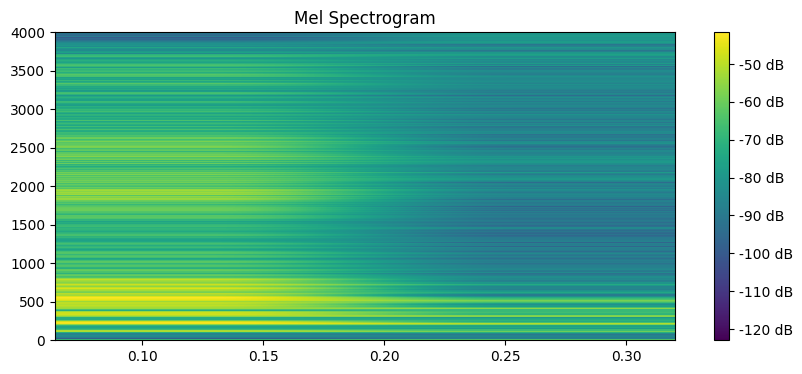 Mel Spectrogram
4000
3500
3000
2500
2000
1500
1000
500
0
0.10 0.15 0.20 0.25 0.30
-50 dB
-60 dB
-70 dB
-80 dB
-90 dB
-100 dB
-110 dB
-120 dB